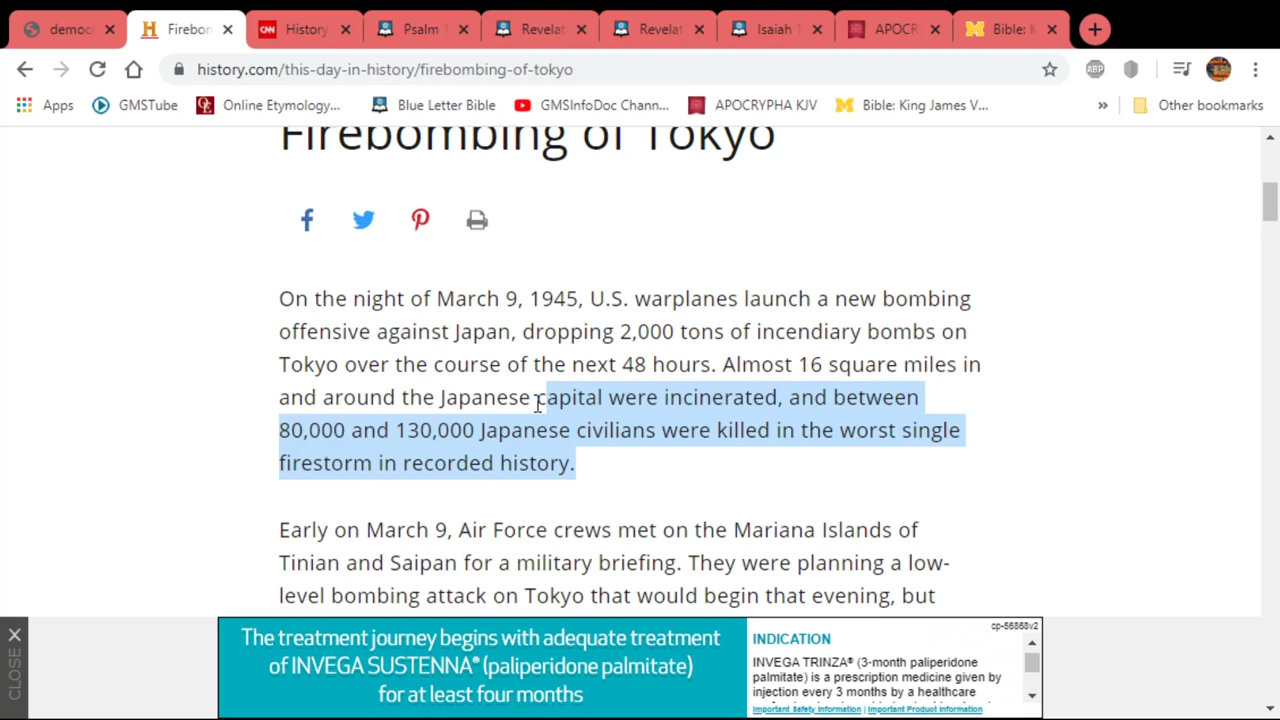 democ
Firebon
CNN
History
Psalm
Revelat
Revelat
Isaiah
APOCR
Bible: K
history.com/this-day-in-history/firebombing-of-tokyo
ABP
Apps
GMSTube
Online Etymology...
Blue Letter Bible
GMSInfoDoc Chann...
APOCRYPHA KJV
Bible: King James V...
»
Other bookmarks
Firebombing of Tokyo
On the night of March 9, 1945, U.S. warplanes launch a new bombing
offensive against Japan, dropping 2,000 tons of incendiary bombs on
Tokyo over the course of the next 48 hours. Almost 16 square miles in
and around the Japanese capital were incinerated, and between
80,000 and 130,000 Japanese civilians were killed in the worst single
firestorm in recorded history.
Early on March 9, Air Force crews met on the Mariana Islands of
Tinian and Saipan for a military briefing. They were planning a low-
level bombing attack on Tokyo that would begin that evening, but
CLOSE
The treatment journey begins with adequate treatment
of INVEGA SUSTENNA® (paliperidone palmitate)
for at least four months
cp-56868v2
INDICATION
INVEGA TRINZA® (3-month paliperidone
palmitate) is a prescription medicine given by
injection every 3 months by a healthcare
Important Safety Information | Important Product Information